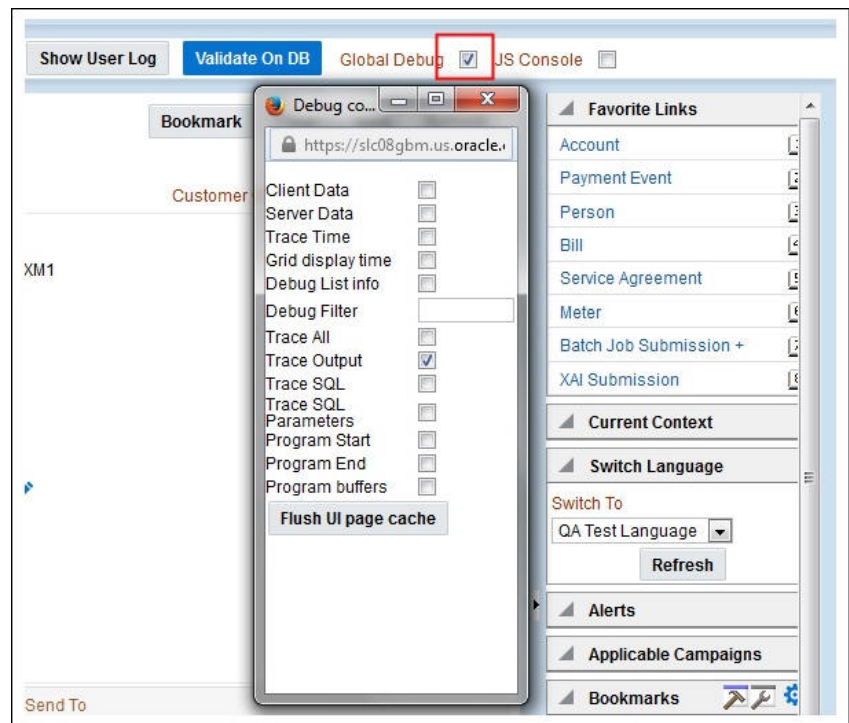 Show User Log Validate On DB Global Debug JS Console
Bookmark
Customer
XM1
Send To
Debug co...
https://slc08gbm.us.oracle.
Client Data
Server Data
Trace Time
Grid display time
Debug List info
Debug Filter
Trace All
Trace Output
Trace SQL
Trace SQL
Parameters
Program Start
Program End
Program buffers
Flush UI page cache
Favorite Links
Account
Payment Event
Person
Bill
Service Agreement
Meter
Batch Job Submission +
XAI Submission
Current Context
Switch Language
Switch To
QA Test Language
Refresh
Alerts
Applicable Campaigns
Bookmarks